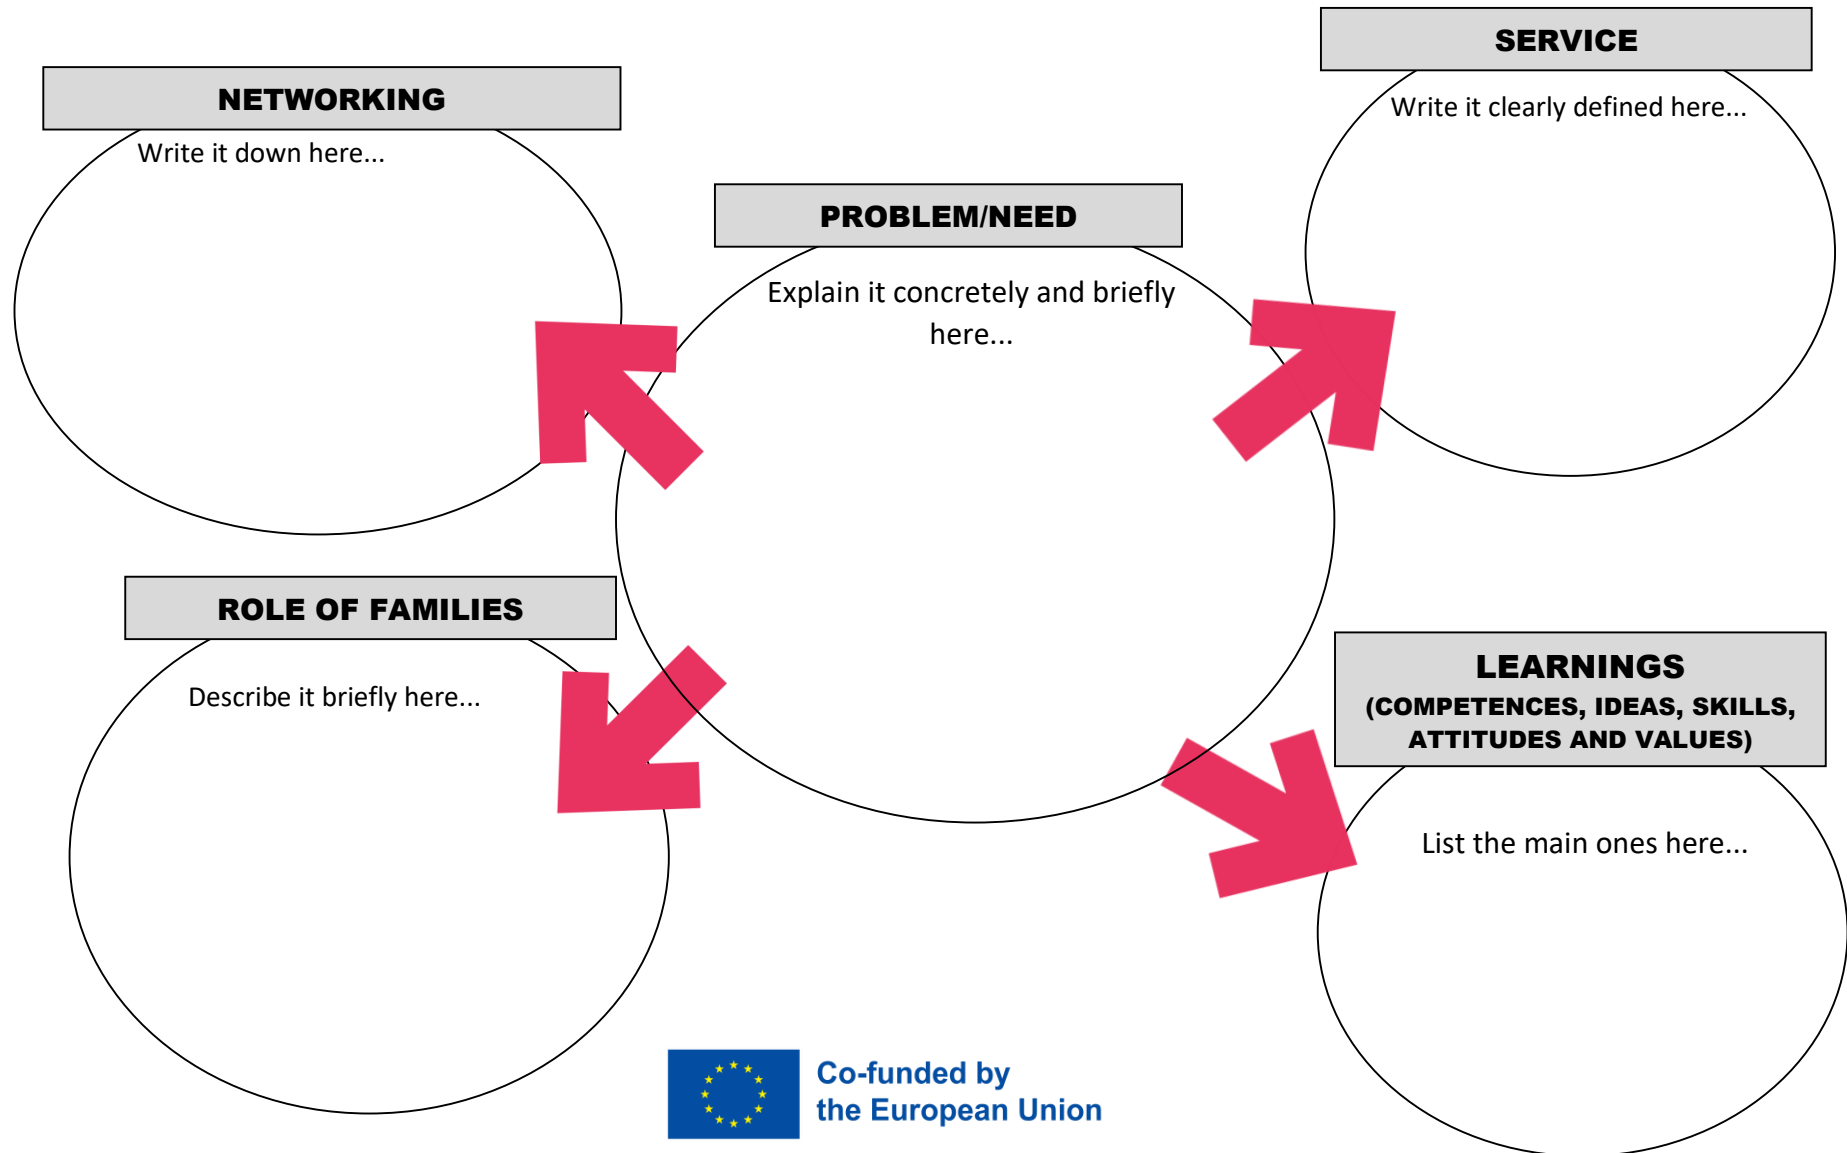 NETWORKING
Write it down here...
SERVICE
Write it clearly defined here...
PROBLEM/NEED
Explain it concretely and briefly
here...
ROLE OF FAMILIES
Describe it briefly here...
LEARNINGS
(COMPETENCES, IDEAS, SKILLS,
ATTITUDES AND VALUES)
List the main ones here...
Co-funded by
the European Union